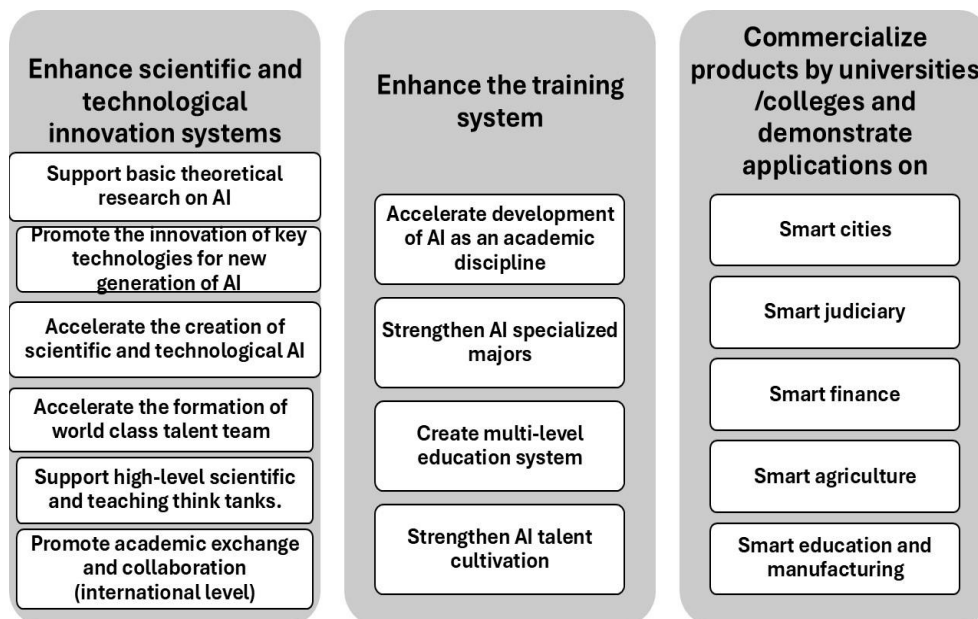 Enhance scientific and
technological
innovation systems
Support basic theoretical
research on AI
Promote the innovation of key
technologies for new
generation of AI
Accelerate the creation of
scientific and technological AI
Accelerate the formation of
world class talent team
Support high-level scientific
and teaching think tanks.
Promote academic exchange
and collaboration
(international level)
Enhance the training
system
Accelerate development
of AI as an academic
discipline
Strengthen AI specialized
majors
Create multi-level
education system
Strengthen AI talent
cultivation
Commercialize
products by universities
/colleges and
demonstrate
applications on
Smart cities
Smart judiciary
Smart finance
Smart agriculture
Smart education and
manufacturing